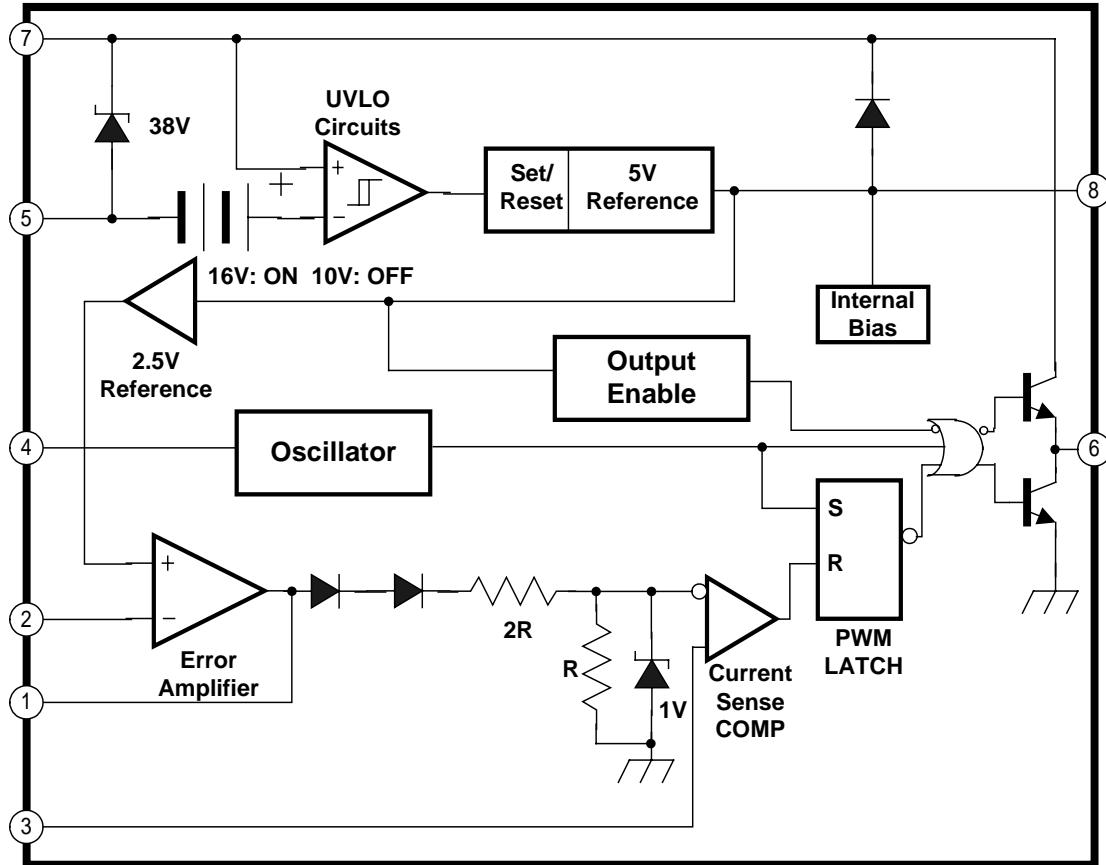 7
UVLO
Circuits
38V
+
+
−
Set/
Reset
5V
Reference
8
5
16V: ON 10V: OFF
Internal
Bias
2.5V
Reference
Output
Enable
4
Oscillator
6
S
R
+
−
2
2R
R
1V
Error
Amplifier
1
Current
Sense
COMP
PWM
LATCH
3